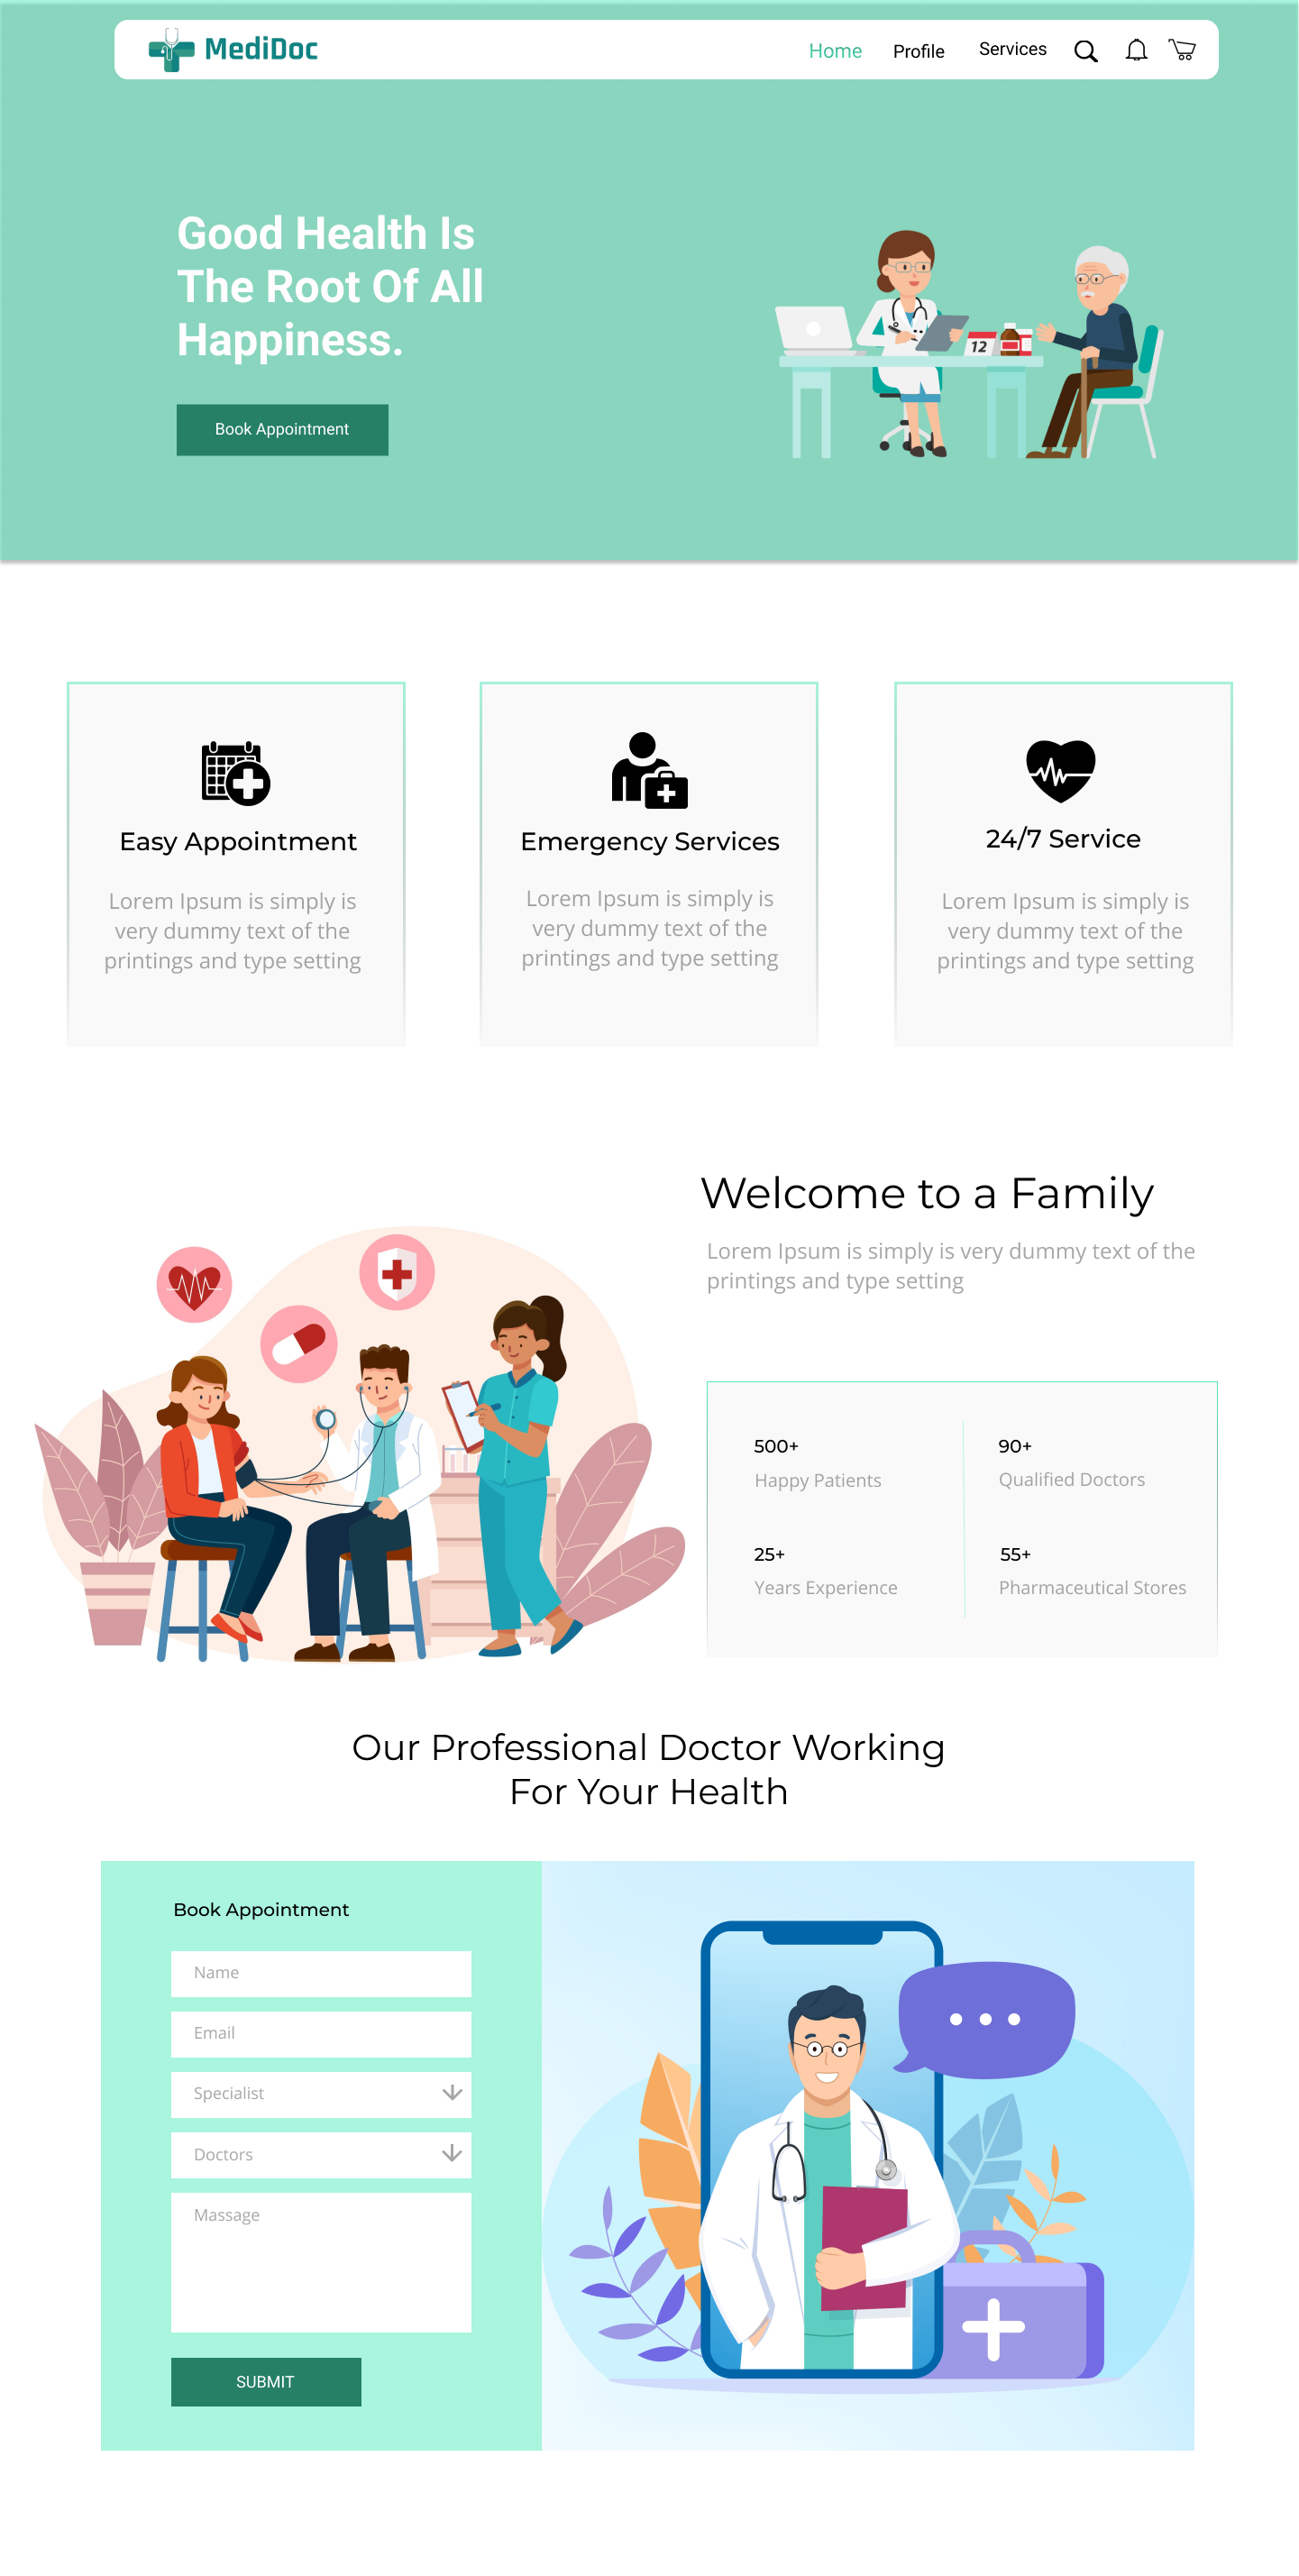 MediDoc
Home
Profile
Services
Good Health Is
The Root Of All
Happiness.
12
Book Appointment
Easy Appointment
Lorem Ipsum is simply is
very dummy text of the
printings and type setting
Emergency Services
Lorem Ipsum is simply is
very dummy text of the
printings and type setting
24/7 Service
Lorem Ipsum is simply is
very dummy text of the
printings and type setting
Welcome to a Family
Lorem Ipsum is simply is very dummy text of the
printings and type setting
500+
Happy Patients
90+
Qualified Doctors
25+
Years Experience
55+
Pharmaceutical Stores
Our Professional Doctor Working
For Your Health
Book Appointment
Name
Email
Specialist
Doctors
Massage
SUBMIT